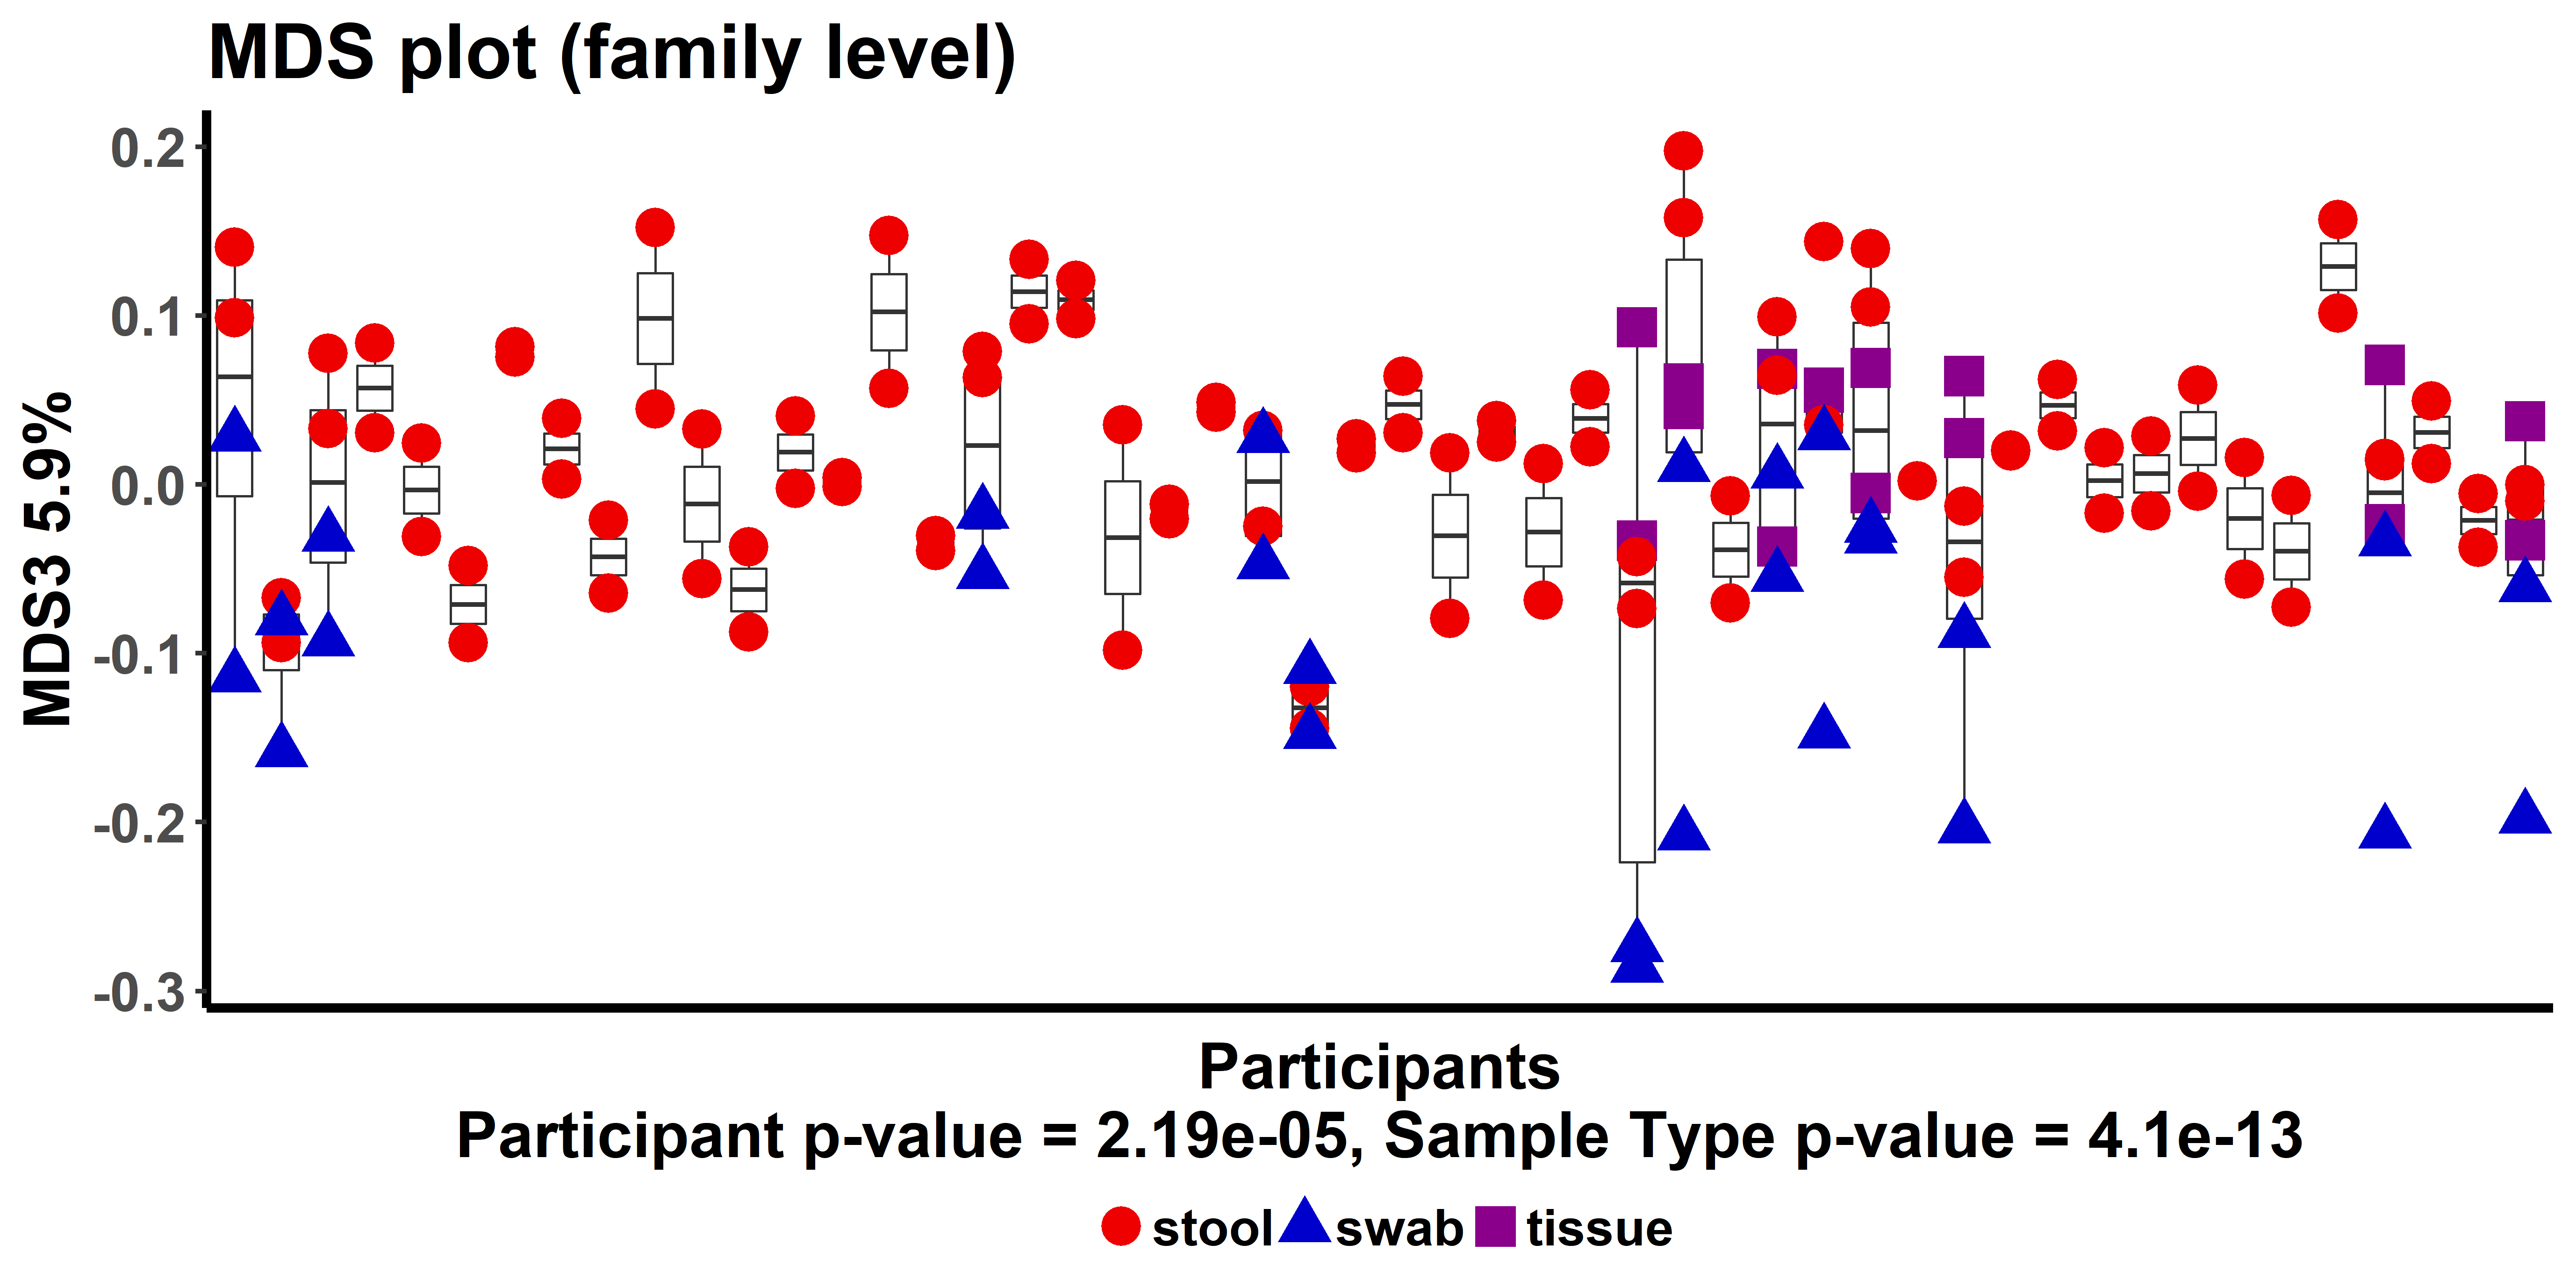 MDS plot (family level)
MDS3 5.9%
0.2
0.1
0.0
-0.1
-0.2
-0.3
Participants
Participant p-value = 2.19e-05, Sample Type p-value = 4.1e-13
stool swab tissue